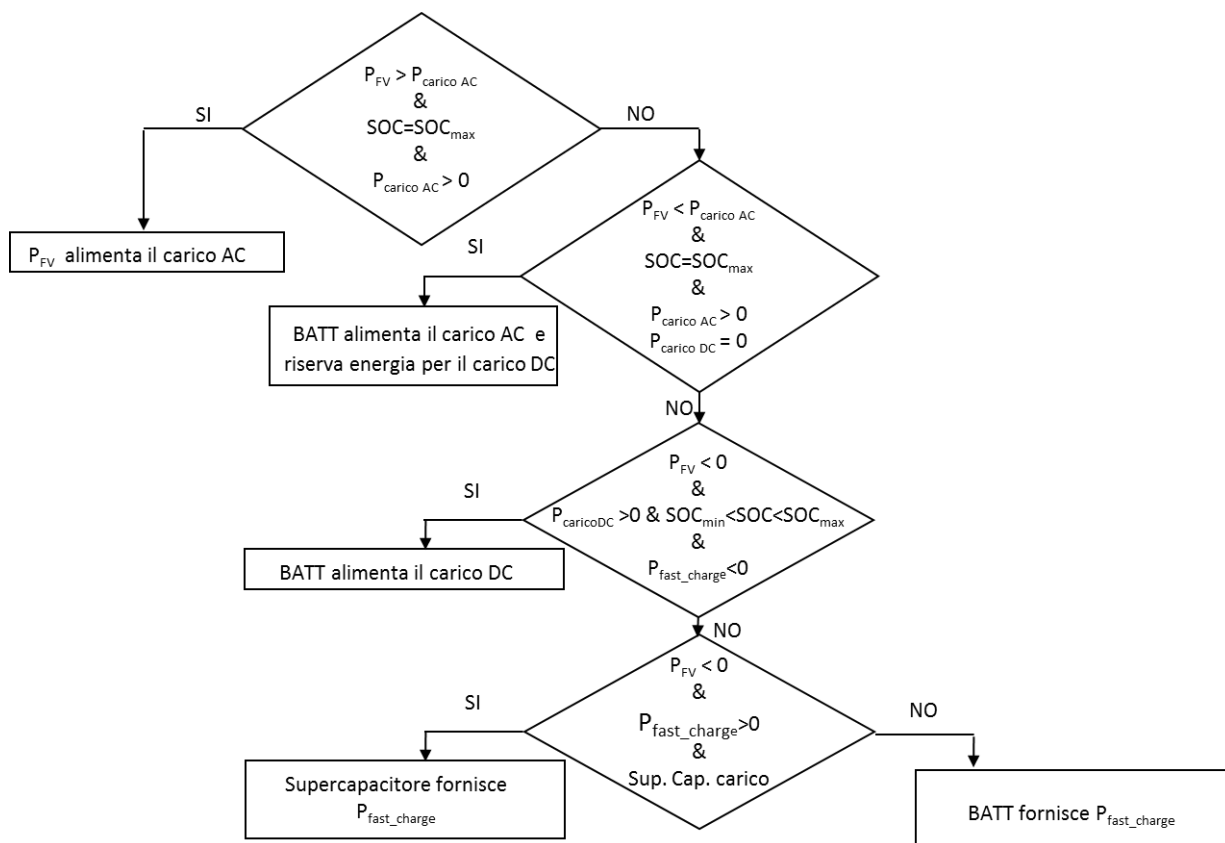 P_FV > P_carico AC
&
SOC=SOC_max
&
P_carico AC > 0
SI
NO
P_FV alimenta il carico AC
P_FV < P_carico AC
&
SOC=SOC_max
&
P_carico AC > 0
P_carico DC = 0
SI
BATT alimenta il carico AC e
riserva energia per il carico DC
NO
P_FV < 0
&
P_caricoDC >0 & SOC_min<SOC<SOC_max
&
P_fast_charge<0
SI
BATT alimenta il carico DC
NO
P_FV < 0
&
P_fast_charge>0
&
Sup. Cap. carico
SI
NO
Supercapacitore fornisce
P_fast_charge
BATT fornisce P_fast_charge